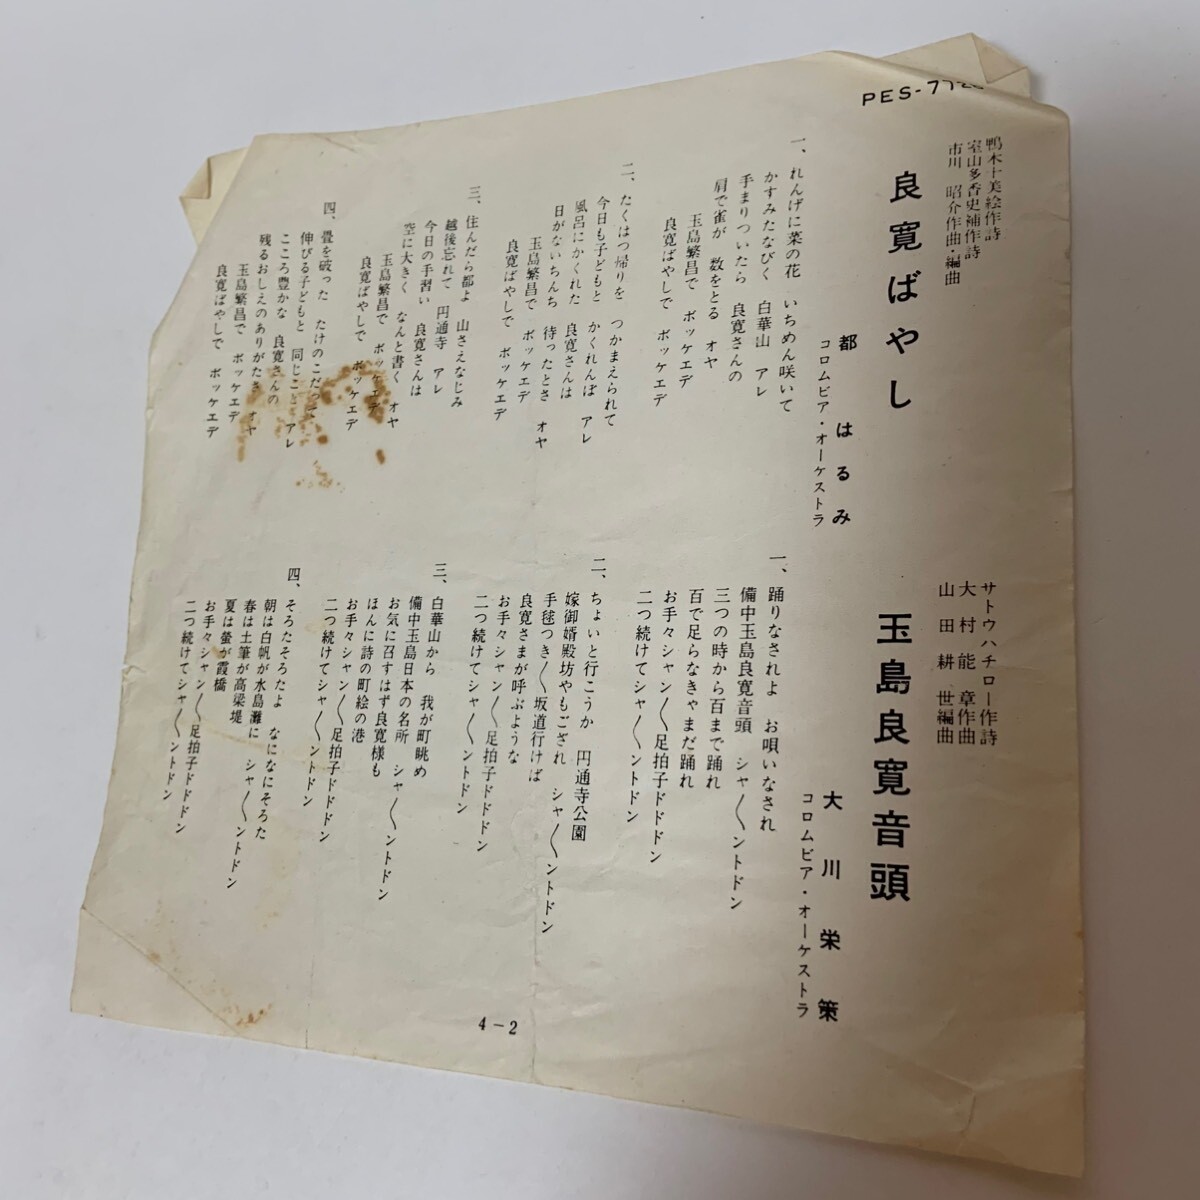 PES-77
良寛ばやし
鴨木十美絵作詩
室山多香史補作詩
市川 昭介作曲・編曲
都はるみ
コロムビア・オーケストラ
一、れんげに菜の花 いちめん咲いて
かすみたなびく 白華山 アレ
手まりついたら 良寛さんの
肩で雀が 数をとる オヤ
玉島繁昌で ボッケエデ
良寛ばやしで ボッケエデ
二、たくはつ帰りを つかまえられて
今日も子どもと かくれんぼ アレ
風呂にかくれた 良寛さんは
日がないちんち 待ったとさ オヤ
玉島繁昌で ボッケエデ
良寛ばやしで ボッケエデ
三、住んだら都よ 山さえなじみ
越後忘れて 円通寺 アレ
今日の手習い 良寛さんは
空に大きく なんと書く オヤ
玉島繁昌で ボッケエデ
良寛ばやしで ボッケエデ
四、畳を破った たけのこだって
伸びる子どもと 同じこと アレ
こころ豊かな 良寛さんの
残るおしえの ありがたさ オヤ
玉島繁昌で ボッケエデ
良寛ばやしで ボッケエデ
玉島良寛音頭
サトウハチロー作詩
大村能章作曲
山田耕世編曲
大川栄策
コロムビア・オーケストラ
一、踊りなされよ お唄いなされ
備中玉島良寛音頭 シャ〳〵ントドン
三つの時から百まで踊れ
百で足らなきゃまだ踊れ
お手々シャン〳〵足拍子ドドドン
二つ続けてシャ〳〵ントドン
二、ちょいと行こうか 円通寺公園
嫁御婿殿坊やもござれ シャ〳〵ントドン
手毬つき〳〵坂道行けば
良寛さまが呼ぶような
お手々シャン〳〵足拍子ドドドン
二つ続けてシャ〳〵ントドン
三、白華山から 我が町眺め
備中玉島日本の名所 シャ〳〵ントドン
お気に召すはず良寛様も
ほんに詩の町絵の港
お手々シャン〳〵足拍子ドドドン
二つ続けてシャ〳〵ントドン
四、そろたそろたよ なになにそろた
朝は白帆が水島灘に シャ〳〵ントドン
春は土筆が高梁堤
夏は螢が霞橋
お手々シャン〳〵足拍子ドドドン
二つ続けてシャ〳〵ントドン
4-2